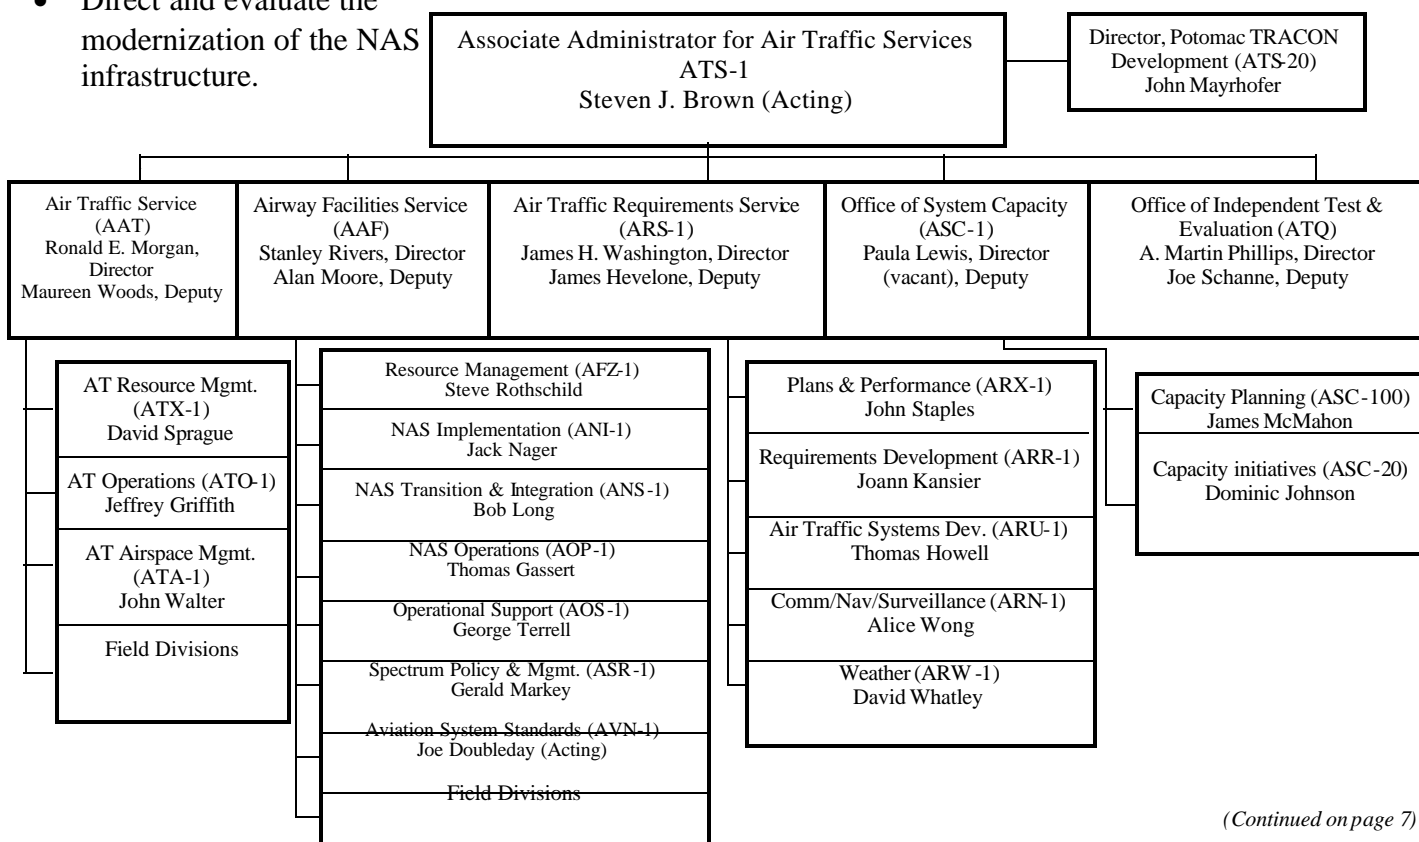 • Direct and evaluate the
modernization of the NAS
infrastructure.
Associate Administrator for Air Traffic Services
ATS-1
Steven J. Brown (Acting)
Director, Potomac TRACON
Development (ATS-20)
John Mayrhofer
Air Traffic Service
(AAT)
Ronald E. Morgan,
Director
Maureen Woods, Deputy
Airway Facilities Service
(AAF)
Stanley Rivers, Director
Alan Moore, Deputy
Air Traffic Requirements Service
(ARS-1)
James H. Washington, Director
James Hevelone, Deputy
Office of System Capacity
(ASC-1)
Paula Lewis, Director
(vacant), Deputy
Office of Independent Test &
Evaluation (ATQ)
A. Martin Phillips, Director
Joe Schanne, Deputy
AT Resource Mgmt.
(ATX-1)
David Sprague
AT Operations (ATO-1)
Jeffrey Griffith
AT Airspace Mgmt.
(ATA-1)
John Walter
Field Divisions
Resource Management (AFZ-1)
Steve Rothschild
NAS Implementation (ANI-1)
Jack Nager
NAS Transition & Integration (ANS-1)
Bob Long
NAS Operations (AOP-1)
Thomas Gassert
Operational Support (AOS-1)
George Terrell
Spectrum Policy & Mgmt. (ASR-1)
Gerald Markey
Aviation System Standards (AVN-1)
Joe Doubleday (Acting)
Field Divisions
Plans & Performance (ARX-1)
John Staples
Requirements Development (ARR-1)
Joann Kansier
Air Traffic Systems Dev. (ARU-1)
Thomas Howell
Comm/Nav/Surveillance (ARN-1)
Alice Wong
Weather (ARW -1)
David Whatley
Capacity Planning (ASC-100)
James McMahon
Capacity initiatives (ASC-20)
Dominic Johnson
(Continued on page 7)